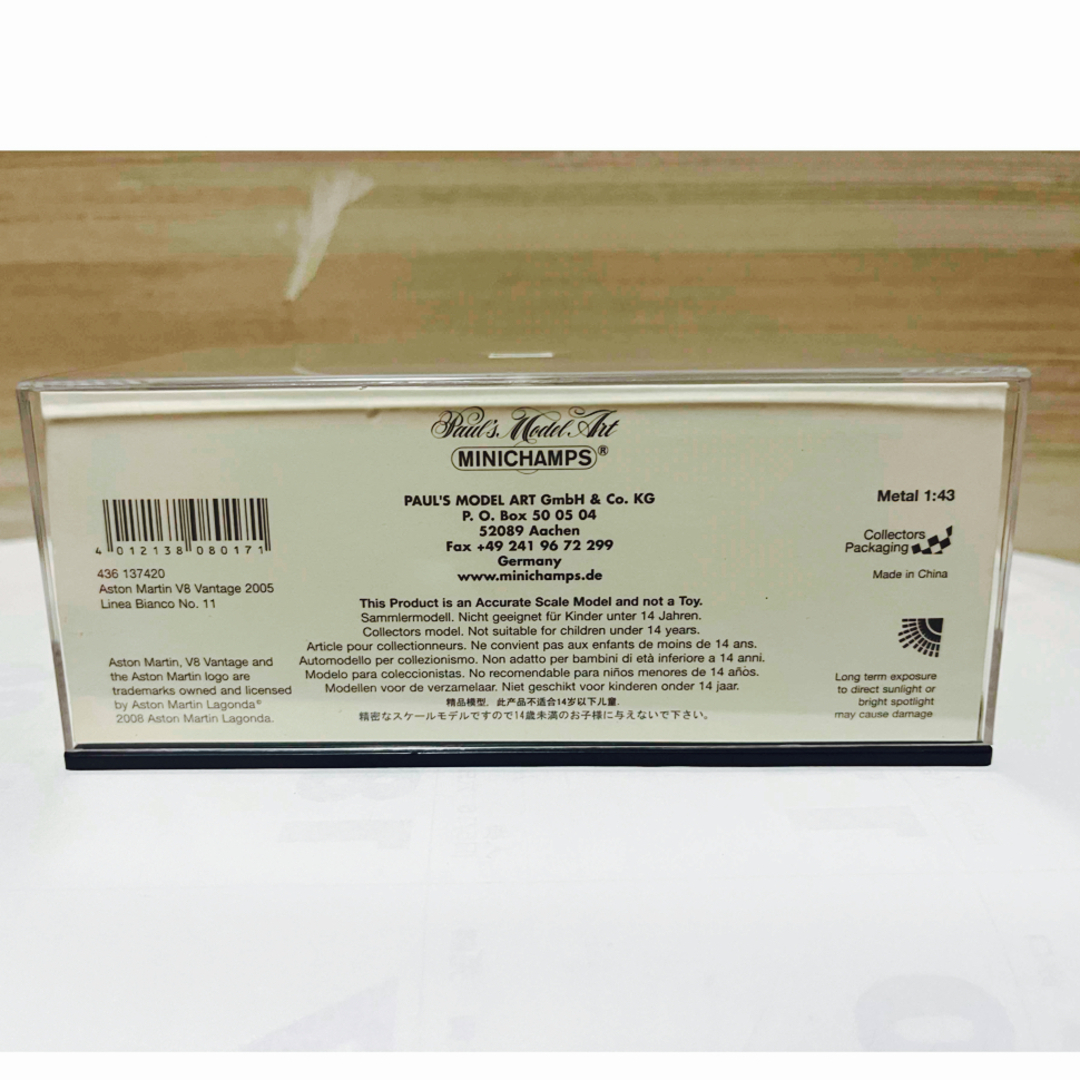 Paul's Model Art
MINICHAMPS®
4 012138 080171
436 137420
Aston Martin V8 Vantage 2005
Linea Bianco No. 11
Aston Martin, V8 Vantage and
the Aston Martin logo are
trademarks owned and licensed
by Aston Martin Lagonda®
2008 Aston Martin Lagonda.
PAUL'S MODEL ART GmbH & Co. KG
P. O. Box 50 05 04
52089 Aachen
Fax +49 241 96 72 299
Germany
www.minichamps.de
This Product is an Accurate Scale Model and not a Toy.
Sammlermodell. Nicht geeignet für Kinder unter 14 Jahren.
Collectors model. Not suitable for children under 14 years.
Article pour collectionneurs. Ne convient pas aux enfants de moins de 14 ans.
Automodello per collezionismo. Non adatto per bambini di età inferiore a 14 anni.
Modelo para coleccionistas. No recomendable para niños menores de 14 años.
Modellen voor de verzamelaar. Niet geschikt voor kinderen onder 14 jaar.
精品模型, 此产品不适合14岁以下儿童.
精密なスケールモデルですので14歳未満のお子様に与えないで下さい。
Metal 1:43
Collectors
Packaging
Made in China
Long term exposure
to direct sunlight or
bright spotlight
may cause damage